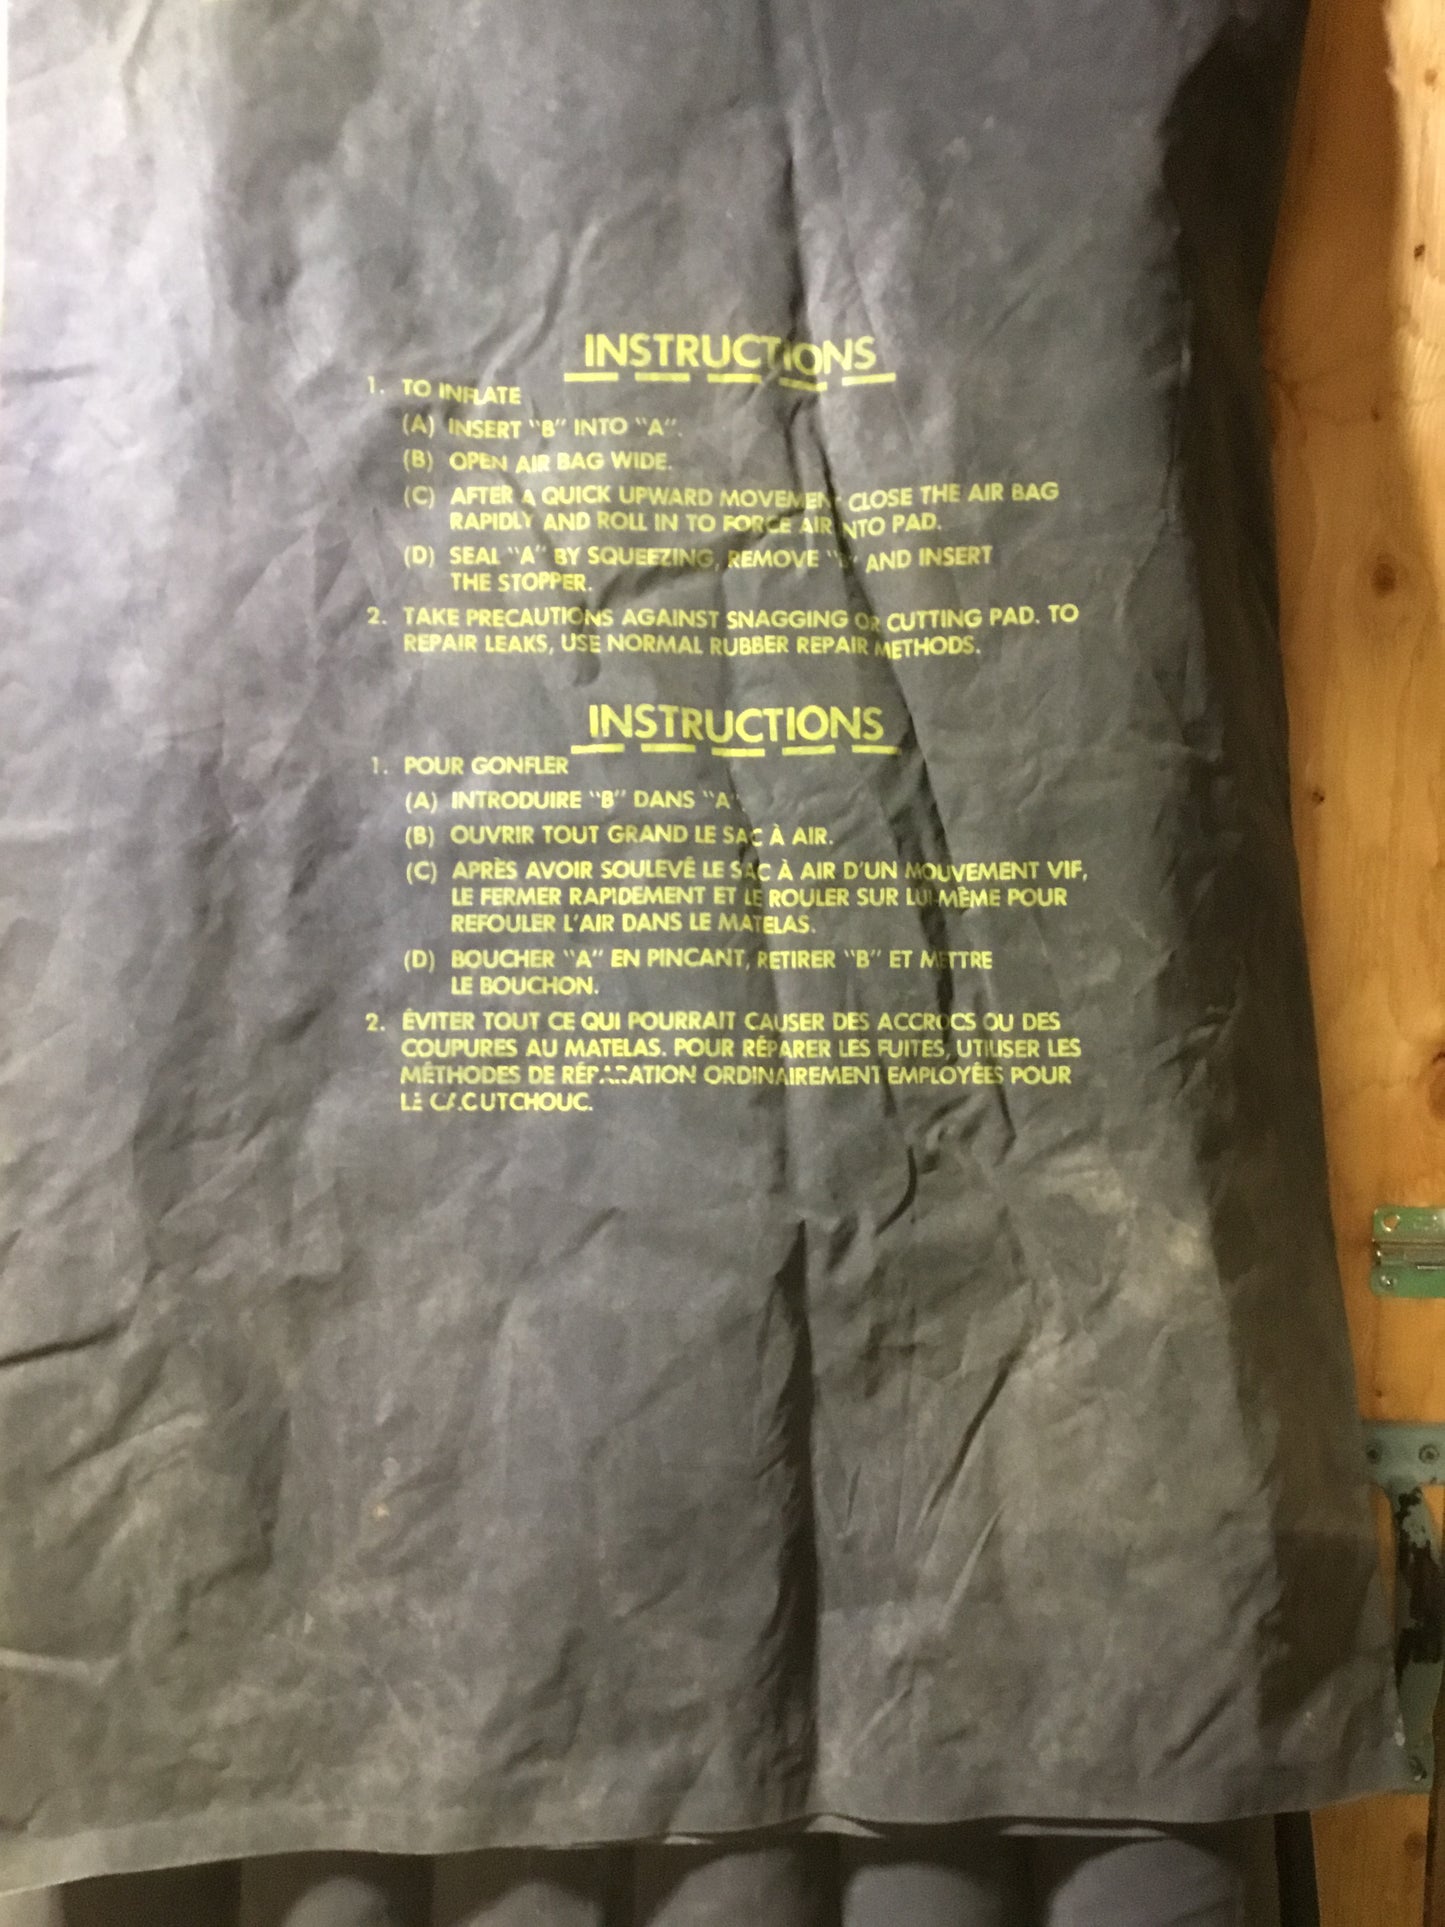 INSTRUCTIONS
1. TO INFLATE
(A) INSERT "B" INTO "A".
(B) OPEN AIR BAG WIDE.
(C) AFTER A QUICK UPWARD MOVEMENT CLOSE THE AIR BAG
RAPIDLY AND ROLL IN TO FORCE AIR INTO PAD.
(D) SEAL "A" BY SQUEEZING, REMOVE "B" AND INSERT
THE STOPPER.
2. TAKE PRECAUTIONS AGAINST SNAGGING OR CUTTING PAD. TO
REPAIR LEAKS, USE NORMAL RUBBER REPAIR METHODS.
INSTRUCTIONS
1. POUR GONFLER
(A) INTRODUIRE "B" DANS "A".
(B) OUVRIR TOUT GRAND LE SAC À AIR.
(C) APRÈS AVOIR SOULEVÉ LE SAC À AIR D'UN MOUVEMENT VIF,
LE FERMER RAPIDEMENT ET LE ROULER SUR LUI-MÊME POUR
REFOULER L'AIR DANS LE MATELAS.
(D) BOUCHER "A" EN PINCANT, RETIRER "B" ET METTRE
LE BOUCHON.
2. ÉVITER TOUT CE QUI POURRAIT CAUSER DES ACCROCS OU DES
COUPURES AU MATELAS. POUR RÉPARER LES FUITES, UTILISER LES
MÉTHODES DE RÉPARATION ORDINAIREMENT EMPLOYÉES POUR
LE CAOUTCHOUC.